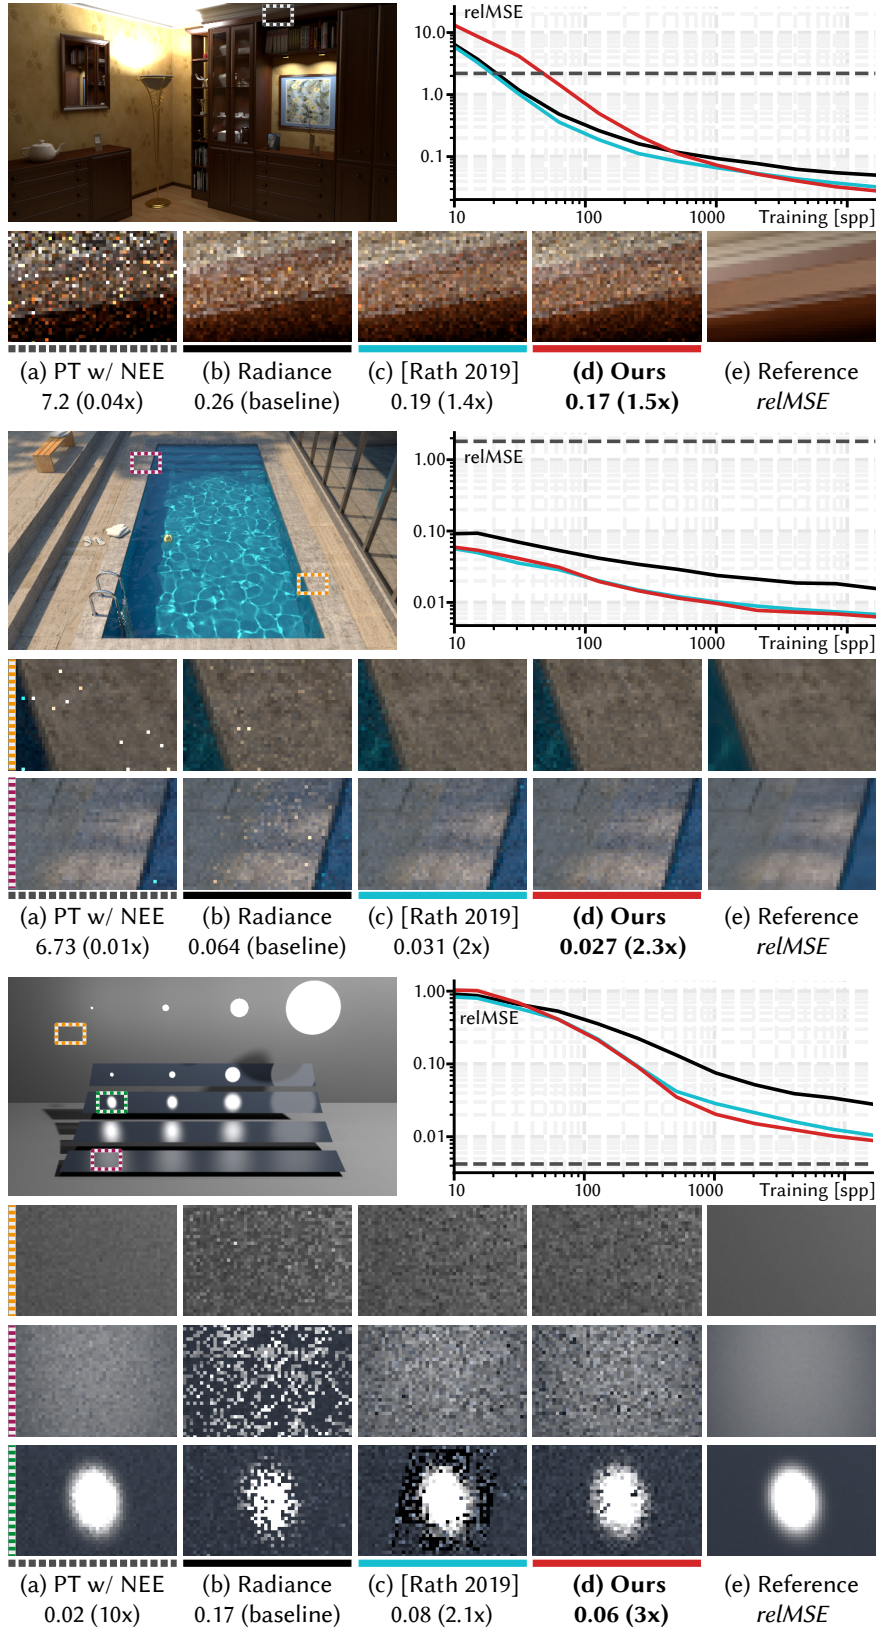 relMSE
10.0
1.0
0.1
10
100
1000
Training [spp]
(a) PT w/ NEE
7.2 (0.04x)
(b) Radiance
0.26 (baseline)
(c) [Rath 2019]
0.19 (1.4x)
(d) Ours
0.17 (1.5x)
(e) Reference
relMSE
relMSE
1.00
0.10
0.01
10
100
1000
Training [spp]
(a) PT w/ NEE
6.73 (0.01x)
(b) Radiance
0.064 (baseline)
(c) [Rath 2019]
0.031 (2x)
(d) Ours
0.027 (2.3x)
(e) Reference
relMSE
1.00
relMSE
0.10
0.01
10
100
1000
Training [spp]
(a) PT w/ NEE
0.02 (10x)
(b) Radiance
0.17 (baseline)
(c) [Rath 2019]
0.08 (2.1x)
(d) Ours
0.06 (3x)
(e) Reference
relMSE